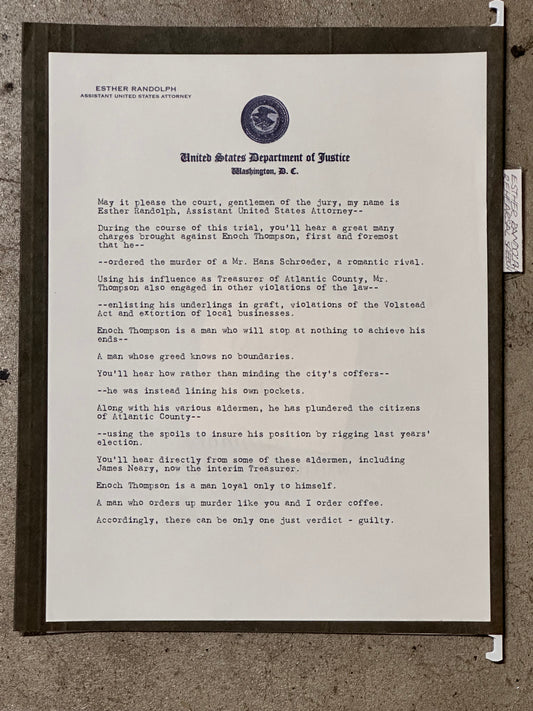 ESTHER RANDOLPH
ASSISTANT UNITED STATES ATTORNEY
United States Department of Justice
Washington, D. C.
May it please the court, gentlemen of the jury, my name is
Esther Randolph, Assistant United States Attorney--
During the course of this trial, you'll hear a great many
charges brought against Enoch Thompson, first and foremost
that he--
--ordered the murder of a Mr. Hans Schroeder, a romantic rival.
Using his influence as Treasurer of Atlantic County, Mr.
Thompson also engaged in other violations of the law--
--enlisting his underlings in graft, violations of the Volstead
Act and extortion of local businesses.
Enoch Thompson is a man who will stop at nothing to achieve his
ends--
A man whose greed knows no boundaries.
You'll hear how rather than minding the city's coffers--
--he was instead lining his own pockets.
Along with his various aldermen, he has plundered the citizens
of Atlantic County--
--using the spoils to insure his position by rigging last years'
election.
You'll hear directly from some of these aldermen, including
James Neary, now the interim Treasurer.
Enoch Thompson is a man loyal only to himself.
A man who orders up murder like you and I order coffee.
Accordingly, there can be only one just verdict - guilty.
ESTHER RANDOLPH